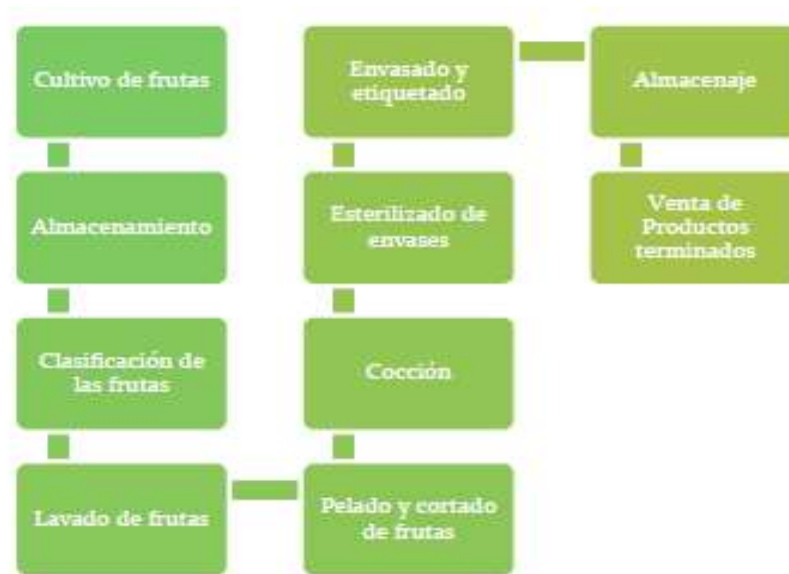 Cultivo de frutas
Almacenamiento
Clasificación de
las frutas
Lavado de frutas
Pelado y cortado
de frutas
Cocción
Esterilizado de
envases
Envasado y
etiquetado
Almacenaje
Venta de
Productos
terminados